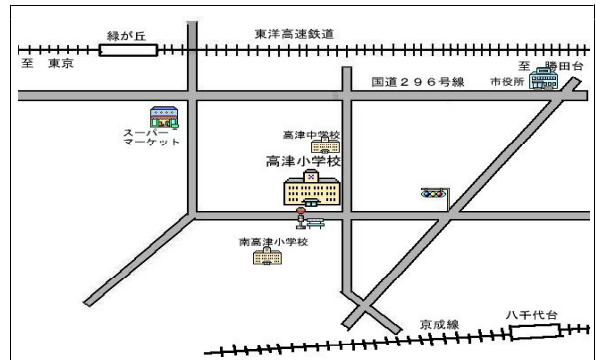 緑が丘
東洋高速鉄道
至 東京
至 勝田台
国道296号線
市役所
スーパー
マーケット
高津中学校
高津小学校
南高津小学校
八千代台
京成線